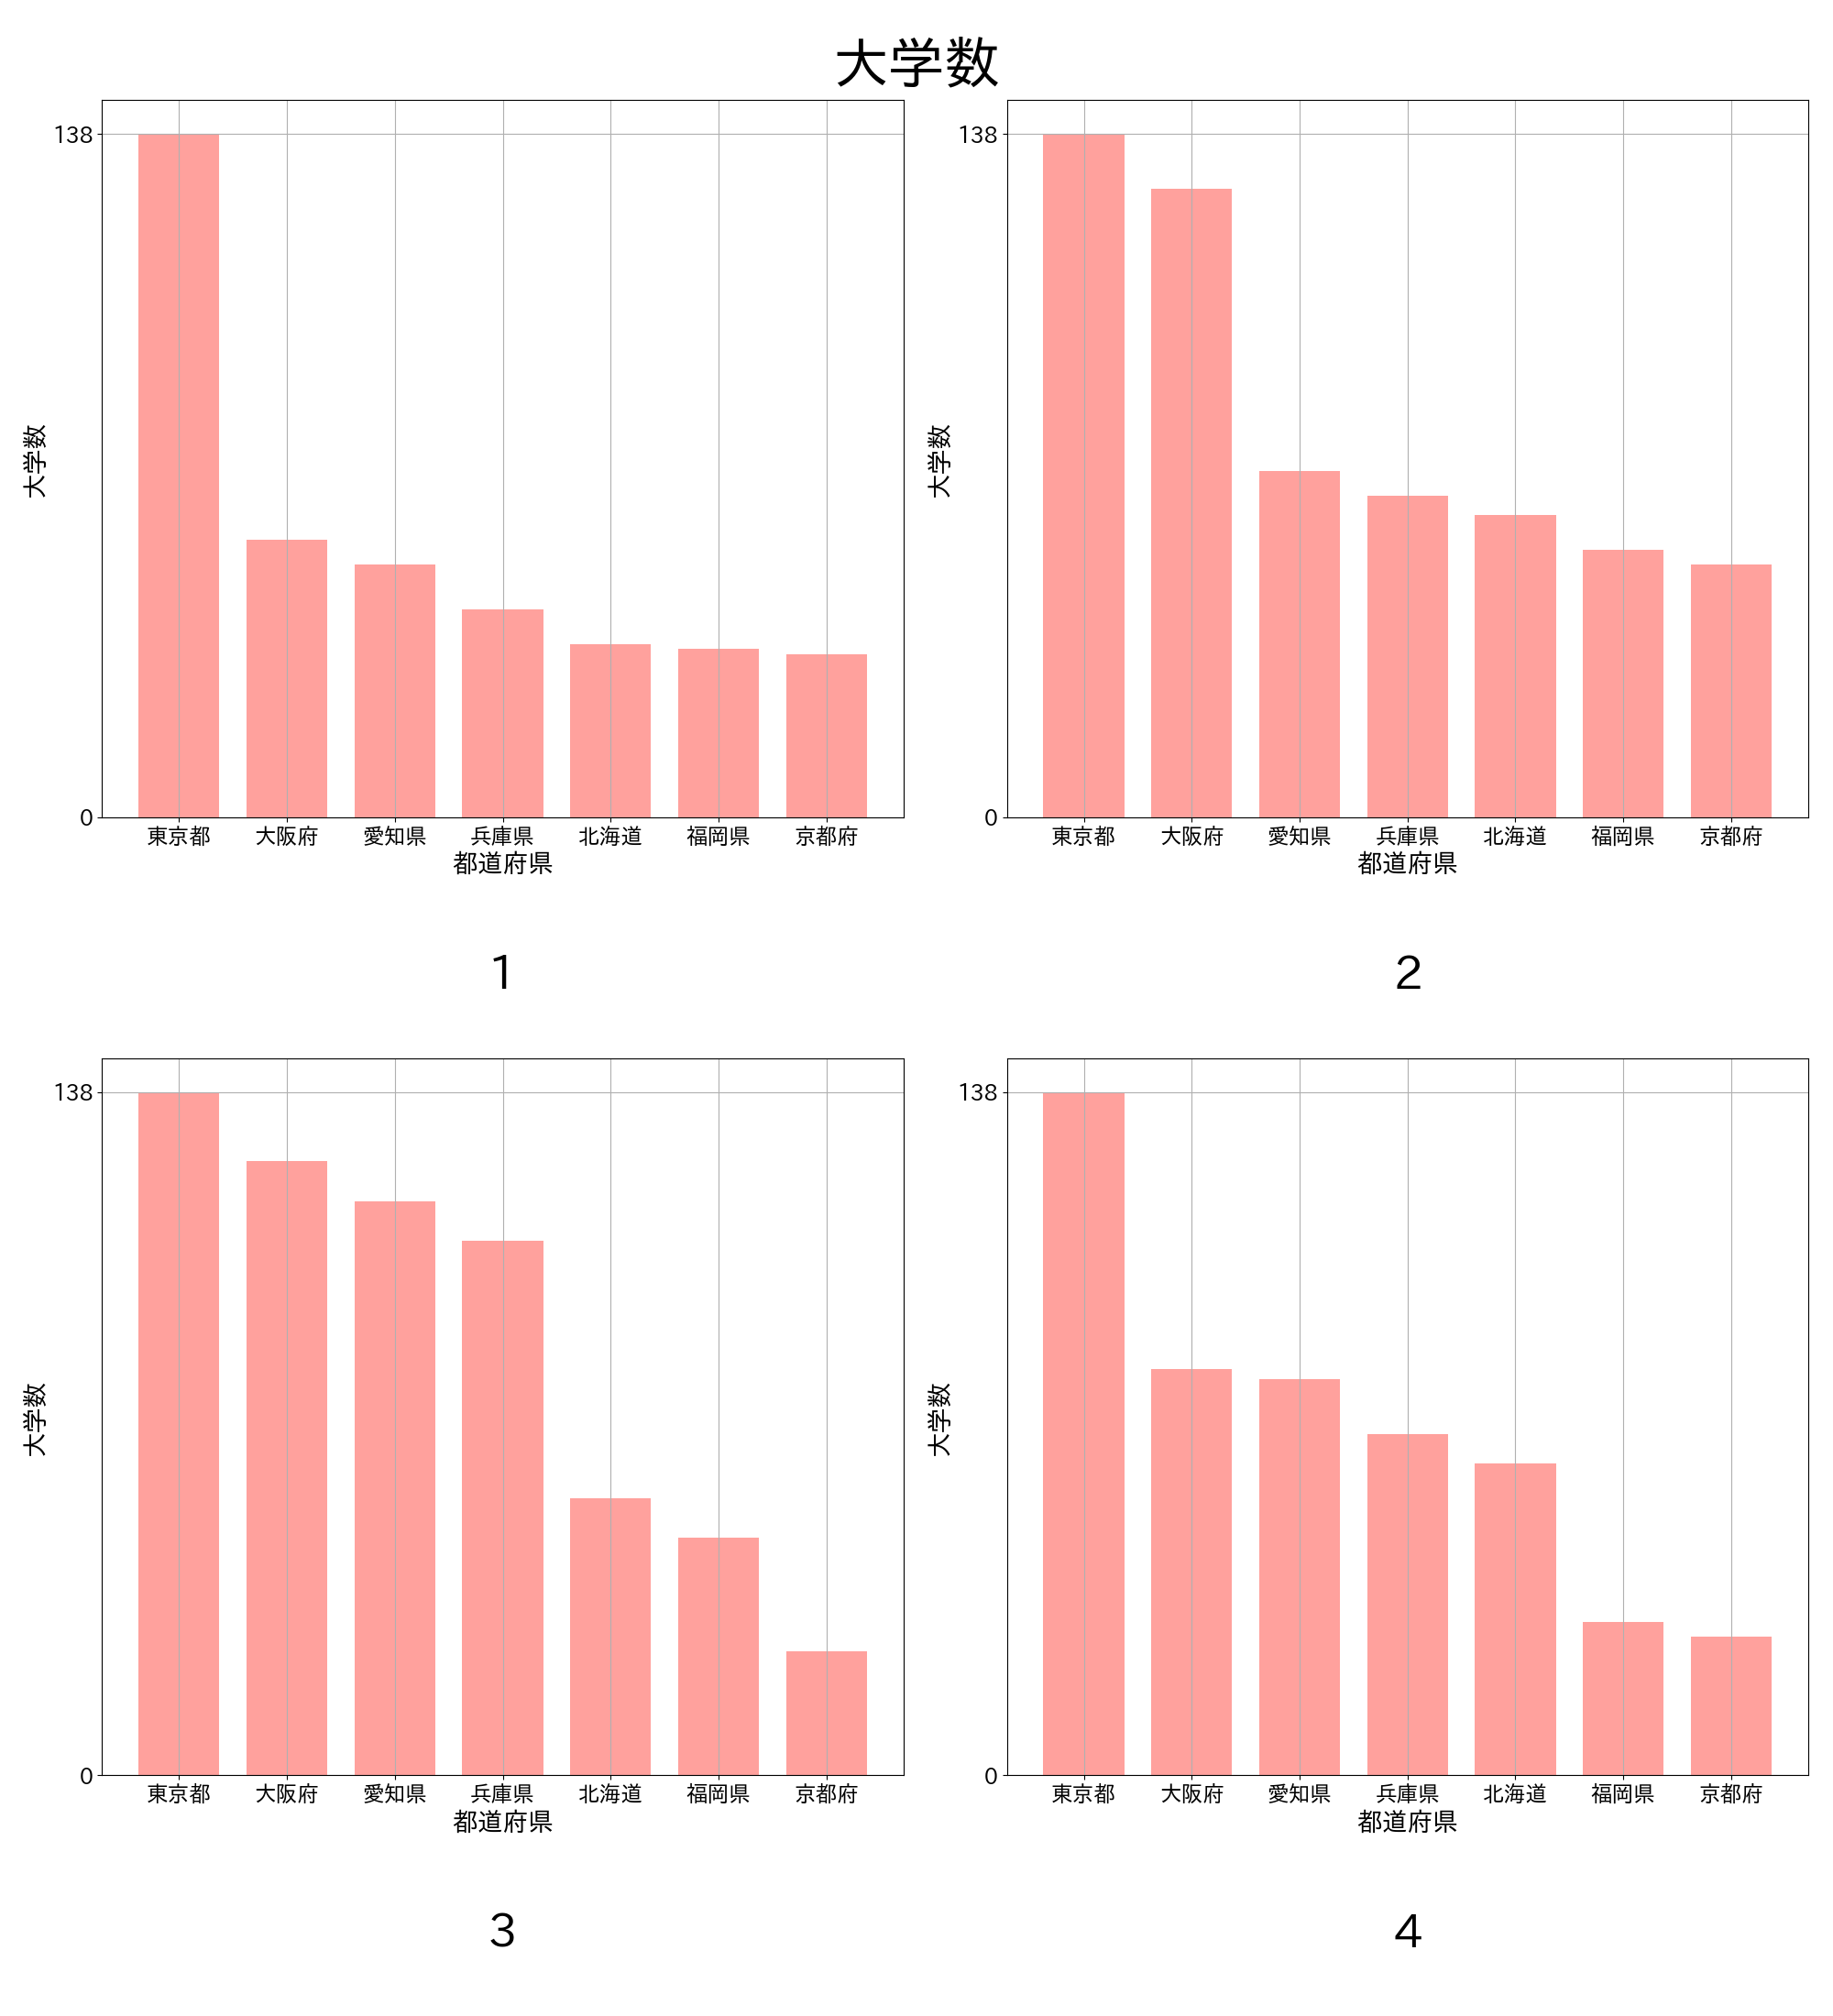 大学数
138
0
大学数
東京都 大阪府 愛知県 兵庫県 北海道 福岡県 京都府
都道府県
1
138
0
大学数
東京都 大阪府 愛知県 兵庫県 北海道 福岡県 京都府
都道府県
2
138
0
大学数
東京都 大阪府 愛知県 兵庫県 北海道 福岡県 京都府
都道府県
3
138
0
大学数
東京都 大阪府 愛知県 兵庫県 北海道 福岡県 京都府
都道府県
4